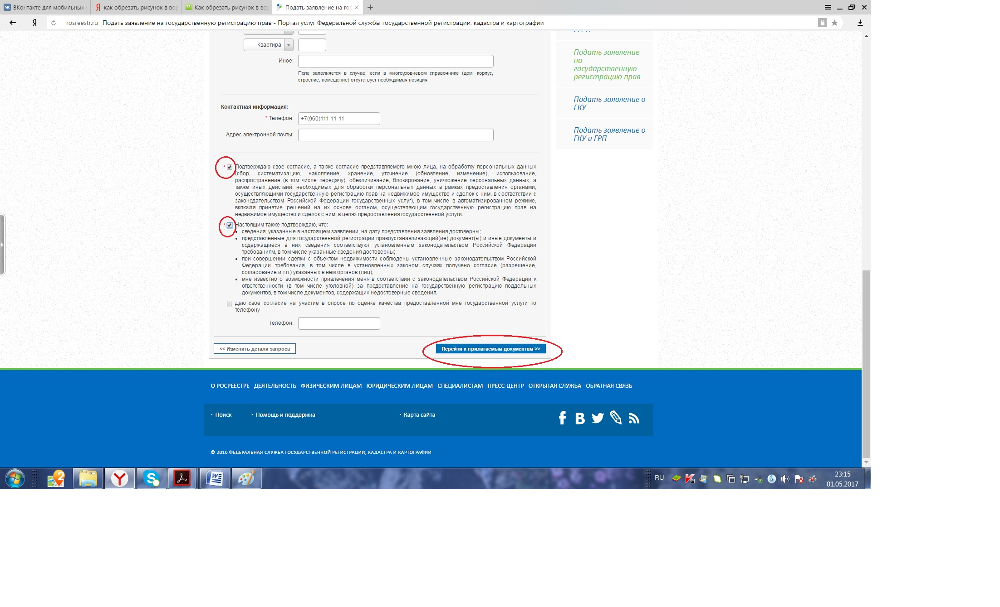 ВКонтакте для мобильных
как обрезать рисунок в вор
Как обрезать рисунок в вор
Подать заявление на гос
rosreestr.ru Подать заявление на государственную регистрацию прав - Портал услуг Федеральной службы государственной регистрации, кадастра и картографии
Квартира
Иное:
Поле заполняется в случае, если в многоуровневом справочнике (дом, корпус,
строение, помещение) отсутствует необходимая позиция
Контактная информация:
* Телефон: +7(960)111-11-11
Адрес электронной почты:
* Подтверждаю свое согласие, а также согласие представляемого мною лица, на обработку персональных данных
(сбор, систематизацию, накопление, хранение, уточнение (обновление, изменение), использование,
распространение (в том числе передачу), обезличивание, блокирование, уничтожение персональных данных, а
также иных действий, необходимых для обработки персональных данных в рамках предоставления органами,
осуществляющими государственную регистрацию прав на недвижимое имущество и сделок с ним, в соответствии с
законодательством Российской Федерации государственных услуг), в том числе в автоматизированном режиме,
включая принятие решений на их основе органом, осуществляющим государственную регистрацию прав на
недвижимое имущество и сделок с ним, в целях предоставления государственной услуги.
* Настоящим также подтверждаю, что:
• сведения, указанные в настоящем заявлении, на дату представления заявления достоверны;
• представленные для государственной регистрации правоустанавливающий(ие) документ(ы) и иные документы и
содержащиеся в них сведения соответствуют установленным законодательством Российской Федерации
требованиям, в том числе указанные сведения достоверны;
• при совершении сделки с объектом недвижимости соблюдены установленные законодательством Российской
Федерации требования, в том числе в установленных законом случаях получено согласие (разрешение,
согласование и т.п.) указанных в нем органов (лиц);
• мне известно о возможности привлечения меня в соответствии с законодательством Российской Федерации к
ответственности (в том числе уголовной) за предоставление на государственную регистрацию поддельных
документов, в том числе документов, содержащих недостоверные сведения.
Даю свое согласие на участие в опросе по оценке качества предоставленной мне государственной услуги по
телефону
Телефон:
<< Изменить детали запроса
Перейти к прилагаемым документам >>
Подать заявление
на
государственную
регистрацию прав
Подать заявление о
ГКУ
Подать заявление о
ГКУ и ГРП
О РОСРЕЕСТРЕ ДЕЯТЕЛЬНОСТЬ ФИЗИЧЕСКИМ ЛИЦАМ ЮРИДИЧЕСКИМ ЛИЦАМ СПЕЦИАЛИСТАМ ПРЕСС-ЦЕНТР ОТКРЫТАЯ СЛУЖБА ОБРАТНАЯ СВЯЗЬ
Поиск
Помощь и поддержка
Карта сайта
© 2016 ФЕДЕРАЛЬНАЯ СЛУЖБА ГОСУДАРСТВЕННОЙ РЕГИСТРАЦИИ, КАДАСТРА И КАРТОГРАФИИ
RU
23:15
01.05.2017